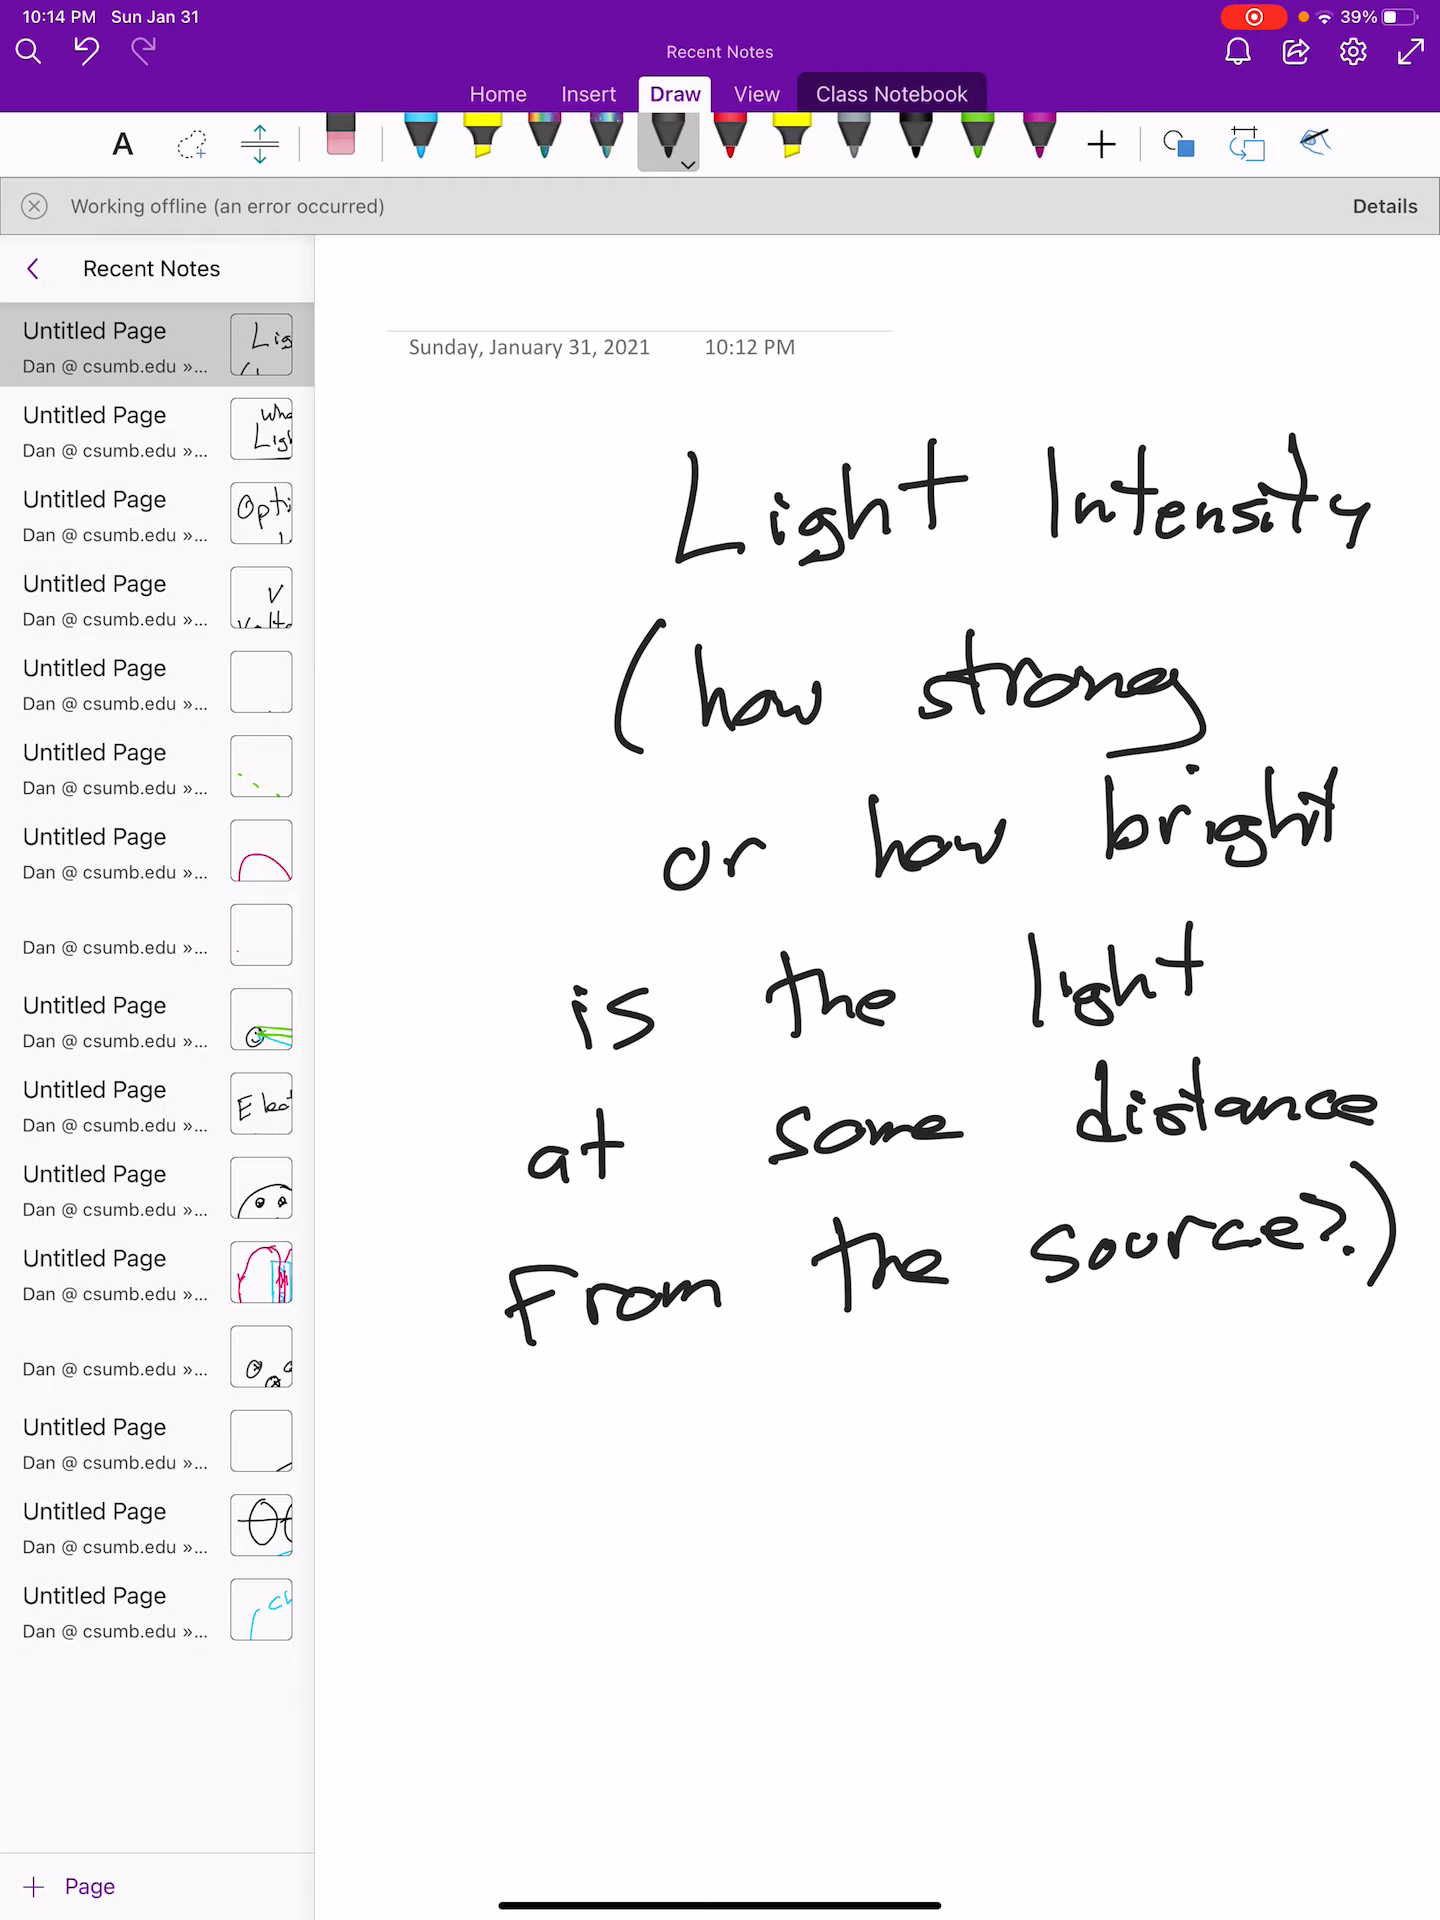 10:14 PM Sun Jan 31
39%
Recent Notes
Home Insert Draw View Class Notebook
A
Working offline (an error occurred) Details
Recent Notes
Untitled Page
Dan @ csumb.edu »...
Lig
Untitled Page
Dan @ csumb.edu »...
Wha
Ligh
Untitled Page
Dan @ csumb.edu »...
Opti
Untitled Page
Dan @ csumb.edu »...
V
Volta
Untitled Page
Dan @ csumb.edu »...
Untitled Page
Dan @ csumb.edu »...
Untitled Page
Dan @ csumb.edu »...
Dan @ csumb.edu »...
Untitled Page
Dan @ csumb.edu »...
Untitled Page
Dan @ csumb.edu »...
Untitled Page
Dan @ csumb.edu »...
Untitled Page
Dan @ csumb.edu »...
Dan @ csumb.edu »...
Untitled Page
Dan @ csumb.edu »...
Untitled Page
Dan @ csumb.edu »...
Untitled Page
Dan @ csumb.edu »...
+ Page
Sunday, January 31, 2021 10:12 PM
Light Intensity
(how strong
or how bright
is the light
at some distance
From the source?)